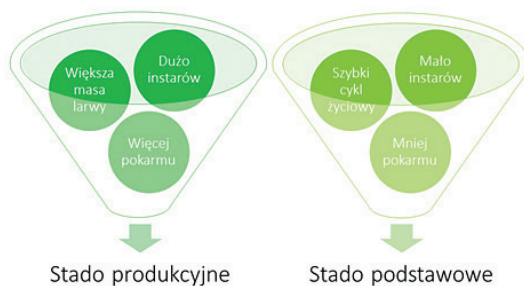 Większa
masa
larwy
Dużo
instarów
Więcej
pokarmu
Stado produkcyjne
Szybki
cykl
życiowy
Mało
instarów
Mniej
pokarmu
Stado podstawowe